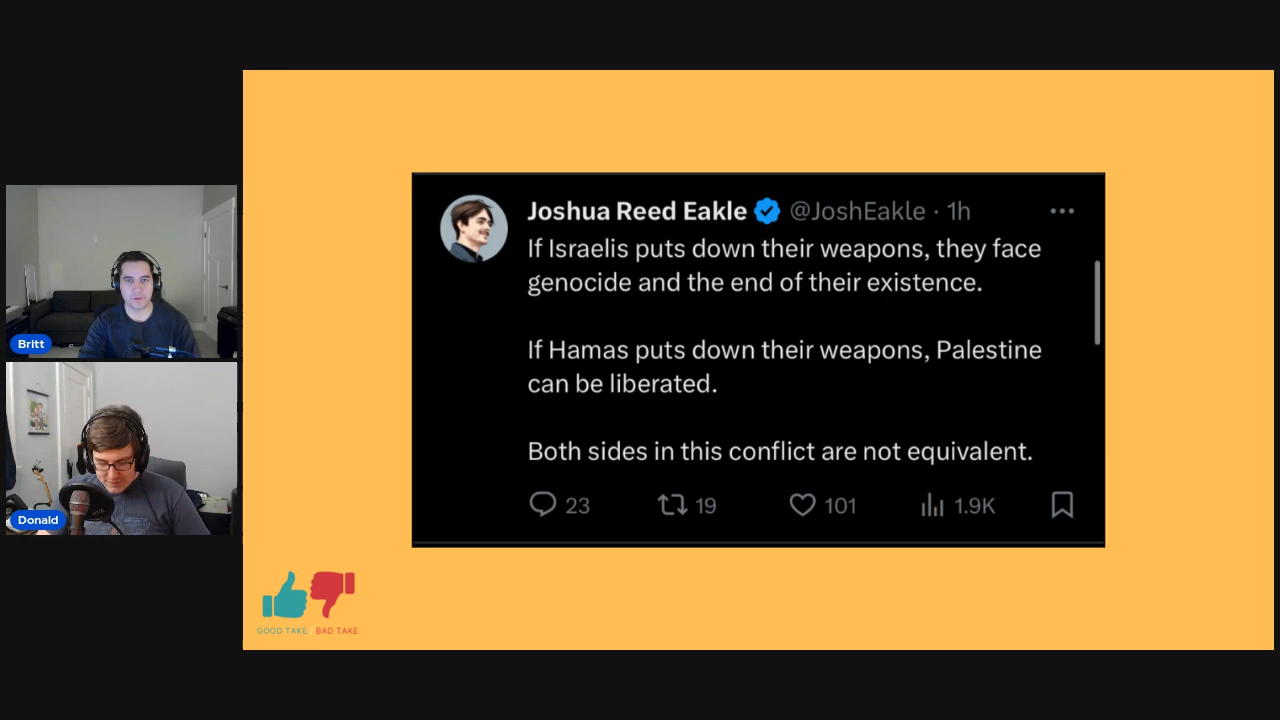 Britt
Donald
Joshua Reed Eakle @JoshEakle · 1h
If Israelis puts down their weapons, they face
genocide and the end of their existence.
If Hamas puts down their weapons, Palestine
can be liberated.
Both sides in this conflict are not equivalent.
23 19 101 1.9K
GOOD TAKE / BAD TAKE